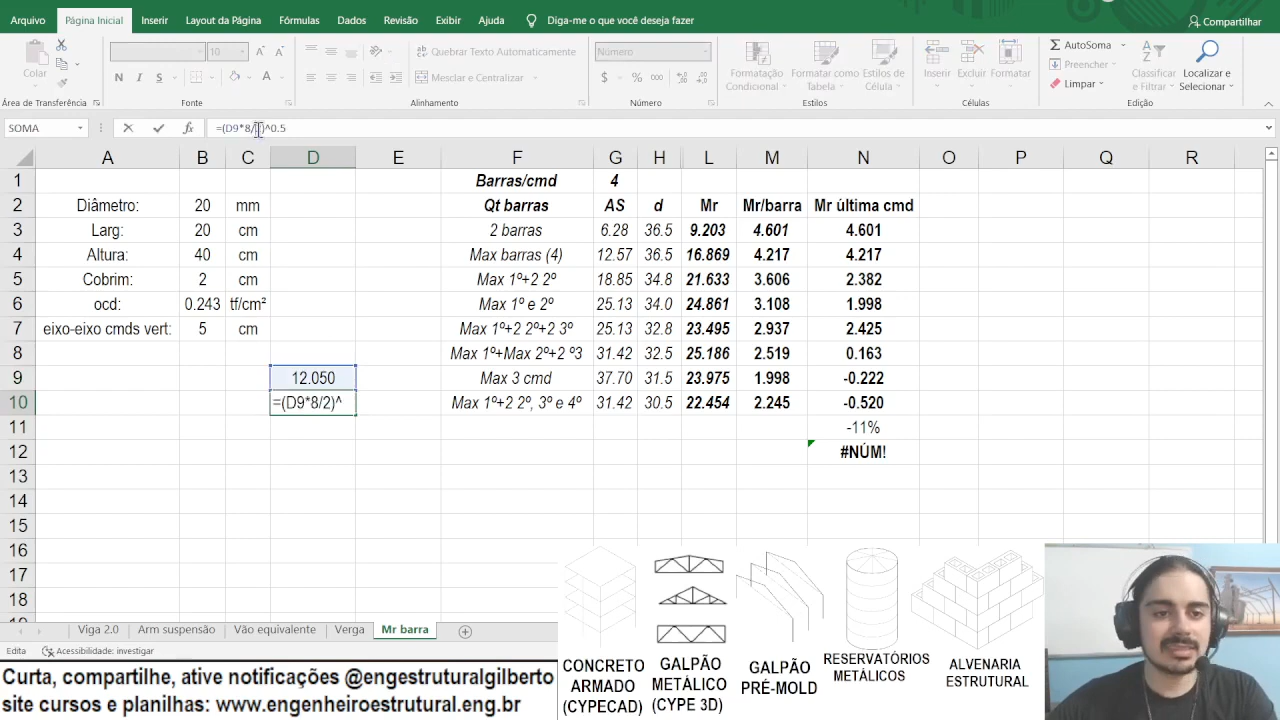 Arquivo Página Inicial Inserir Layout da Página Fórmulas Dados Revisão Exibir Ajuda Diga-me o que você deseja fazer Compartilhar
Colar 10 N I S Quebrar Texto Automaticamente Mesclar e Centralizar Número $ % 000 Formatação Condicional Formatar como Tabela Estilos de Célula Inserir Excluir Formatar AutoSoma Preencher Limpar Classificar e Filtrar Localizar e Selecionar
Área de Transferência Fonte Alinhamento Número Estilos Células Edição
SOMA =(D9*8/2)^0.5
A B C D E F G H L M N O P Q R
1 Barras/cmd 4
2 Diâmetro: 20 mm Qt barras AS d Mr Mr/barra Mr última cmd
3 Larg: 20 cm 2 barras 6.28 36.5 9.203 4.601 4.601
4 Altura: 40 cm Max barras (4) 12.57 36.5 16.869 4.217 4.217
5 Cobrim: 2 cm Max 1º+2 2º 18.85 34.8 21.633 3.606 2.382
6 σcd: 0.243 tf/cm² Max 1º e 2º 25.13 34.0 24.861 3.108 1.998
7 eixo-eixo cmds vert: 5 cm Max 1º+2 2º+2 3º 25.13 32.8 23.495 2.937 2.425
8 Max 1º+Max 2º+2 º3 31.42 32.5 25.186 2.519 0.163
9 12.050 Max 3 cmd 37.70 31.5 23.975 1.998 -0.222
10 =(D9*8/2)^ Max 1º+2 2º, 3º e 4º 31.42 30.5 22.454 2.245 -0.520
11 -11%
12 #NÚM!
13
14
15
16
17
18
Viga 2.0 Arm suspensão Vão equivalente Verga Mr barra
Edita Acessibilidade: investigar
Curta, compartilhe, ative notificações @engestruturalgilberto
site cursos e planilhas: www.engenheiroestrutural.eng.br
CONCRETO
ARMADO
(CYPECAD)
GALPÃO
METÁLICO
(CYPE 3D)
GALPÃO
PRÉ-MOLD
RESERVATÓRIOS
METÁLICOS
ALVENARIA
ESTRUTURAL